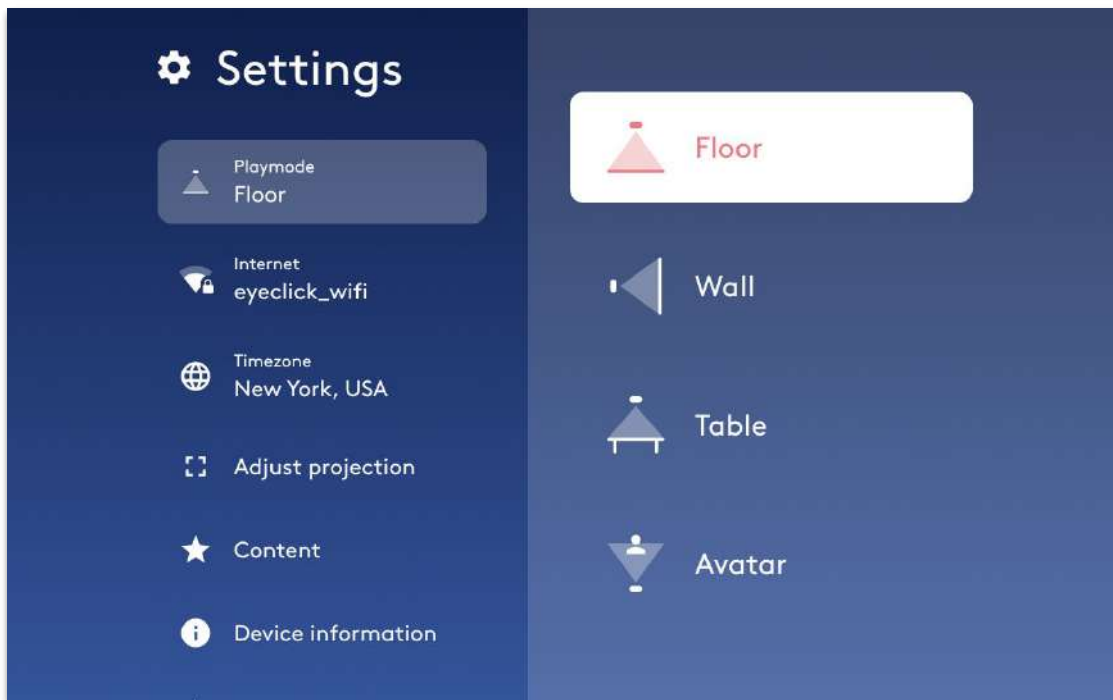 Settings
Playmode
Floor
Internet
eyeclick_wifi
Timezone
New York, USA
Adjust projection
Content
Device information
Floor
Wall
Table
Avatar